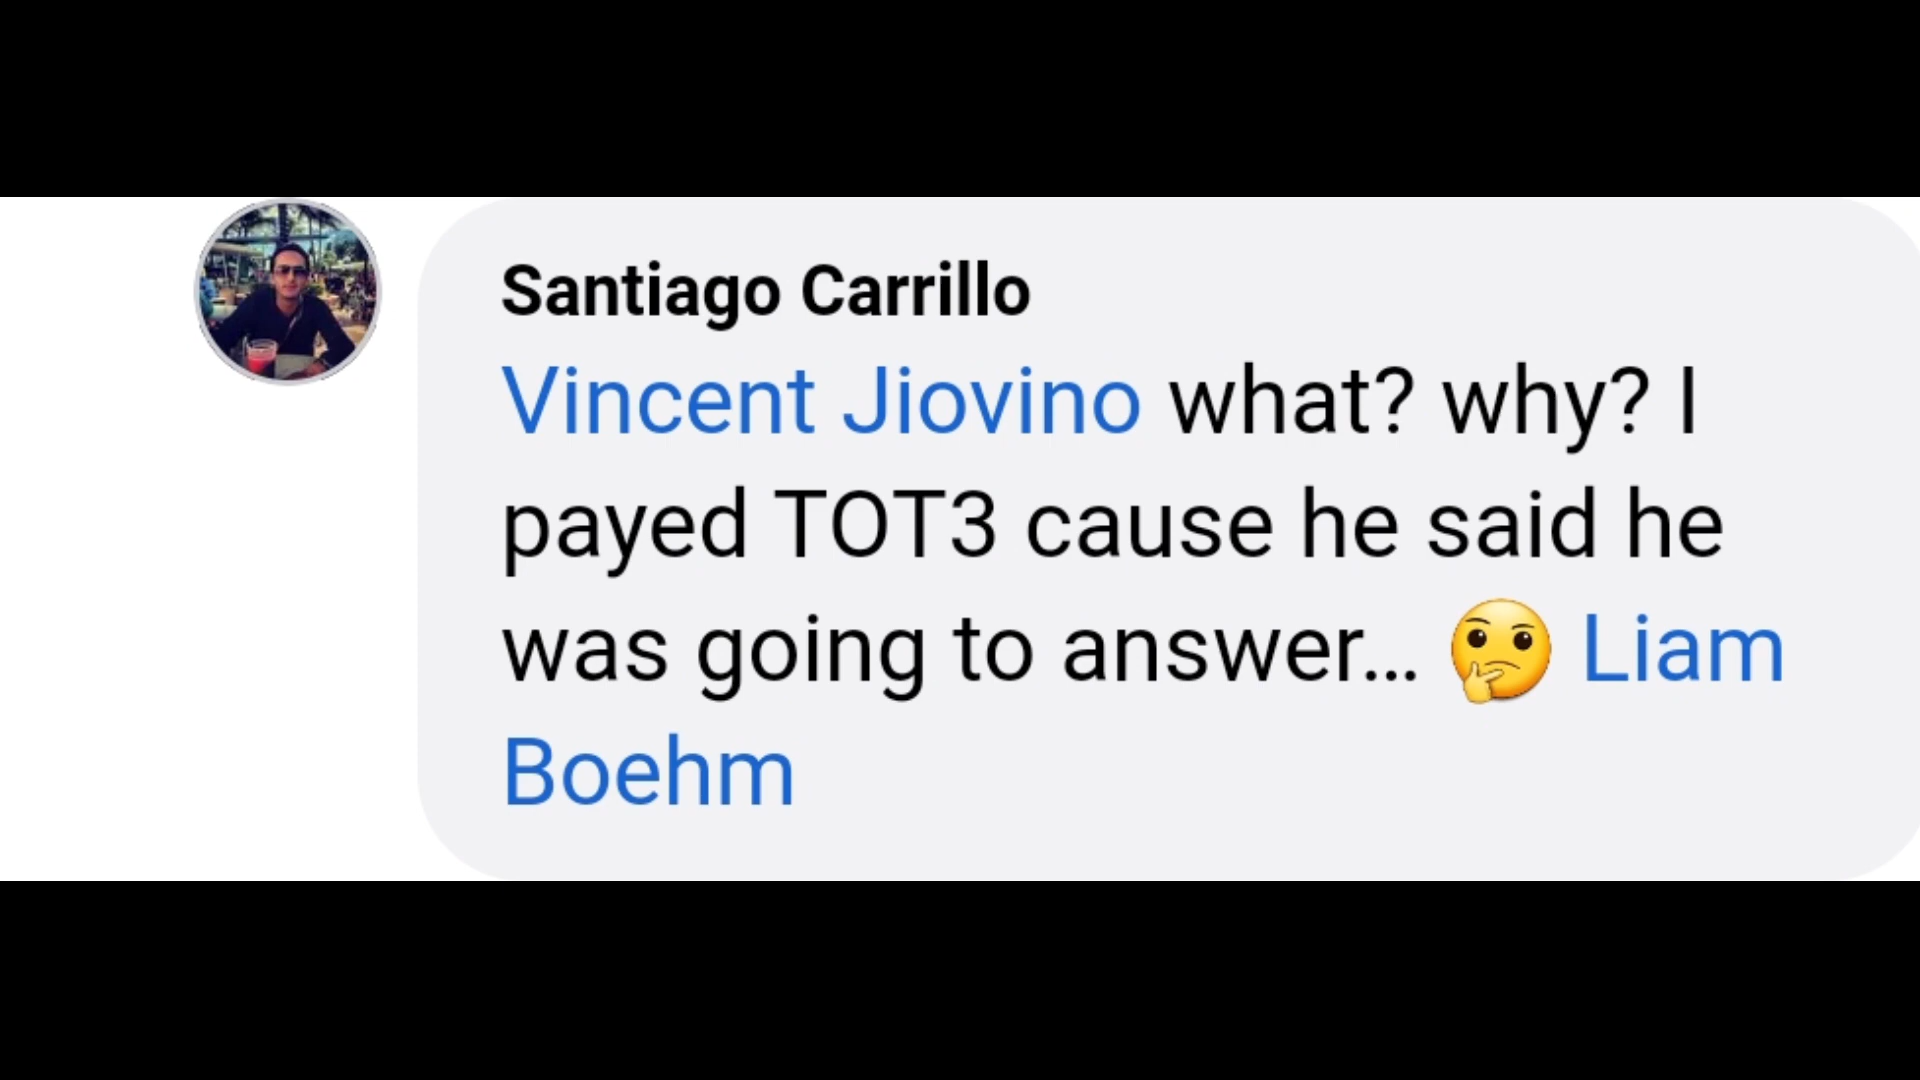 Santiago Carrillo
Vincent Jiovino what? why? I
payed TOT3 cause he said he
was going to answer... 🤔 Liam
Boehm